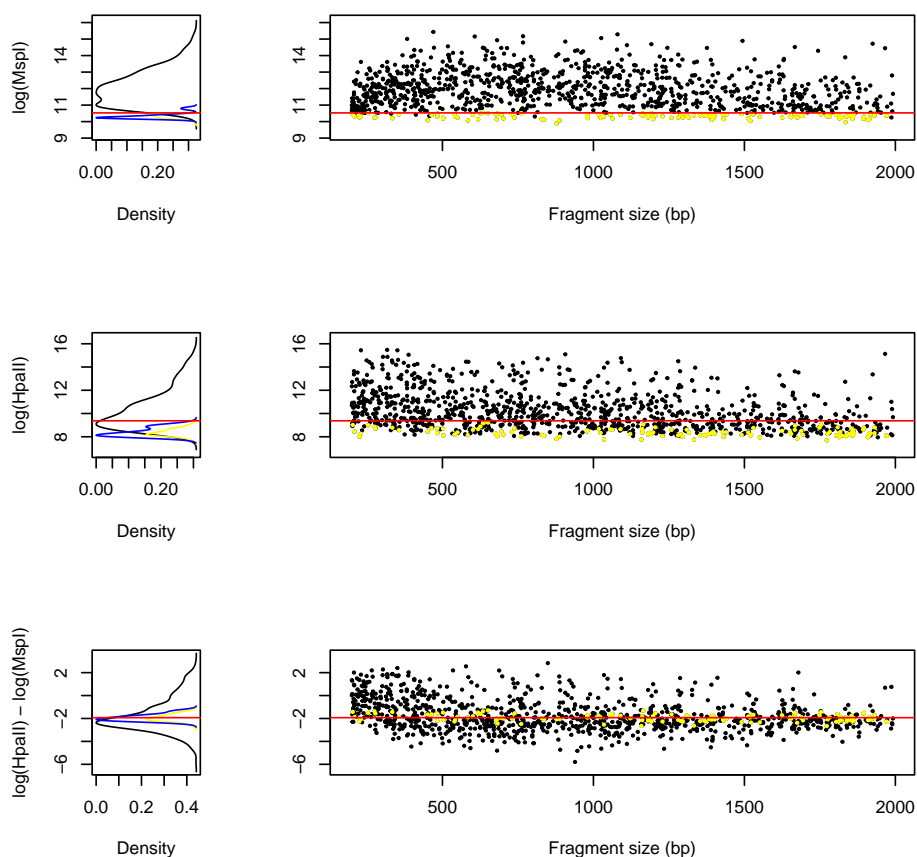 log(MspI)
9 11 14
0.00 0.20
Density
500 1000 1500 2000
Fragment size (bp)
log(HpaII)
8 12 16
0.00 0.20
Density
8 12 16
500 1000 1500 2000
Fragment size (bp)
log(HpaII) − log(MspI)
−6 −2 2
0.0 0.2 0.4
Density
−6 −2 2
500 1000 1500 2000
Fragment size (bp)